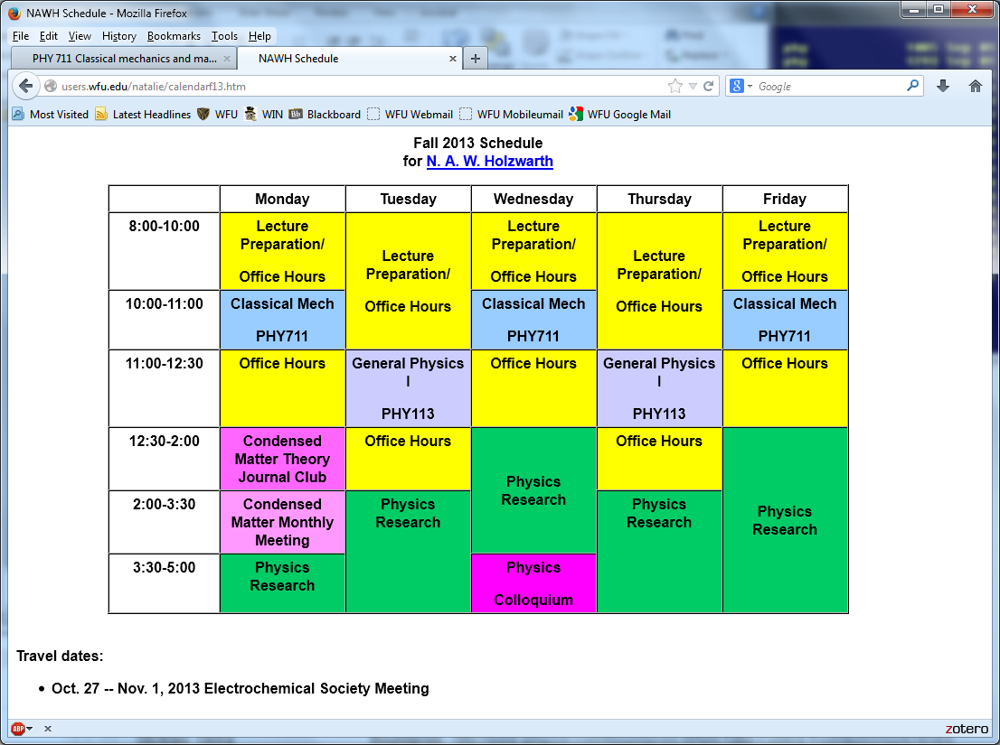 NAWH Schedule - Mozilla Firefox
File Edit View History Bookmarks Tools Help
PHY 711 Classical mechanics and ma... × NAWH Schedule × +
users.wfu.edu/natalie/calendarf13.htm 8 Google
Most Visited Latest Headlines WFU WIN Bb Blackboard WFU Webmail WFU Mobileumail WFU Google Mail
Fall 2013 Schedule
for N. A. W. Holzwarth
Monday Tuesday Wednesday Thursday Friday
8:00-10:00
Lecture
Preparation/
Office Hours
Lecture
Preparation/
Office Hours
Lecture
Preparation/
Office Hours
Lecture
Preparation/
Office Hours
Lecture
Preparation/
Office Hours
10:00-11:00
Classical Mech
PHY711
Classical Mech
PHY711
Classical Mech
PHY711
11:00-12:30
Office Hours
General Physics
I
PHY113
Office Hours
General Physics
I
PHY113
Office Hours
12:30-2:00
Condensed
Matter Theory
Journal Club
Office Hours
Physics
Research
Office Hours
Physics
Research
2:00-3:30
Condensed
Matter Monthly
Meeting
Physics
Research
Physics
Research
3:30-5:00
Physics
Research
Physics
Colloquium
Travel dates:
• Oct. 27 -- Nov. 1, 2013 Electrochemical Society Meeting
ABP × zotero